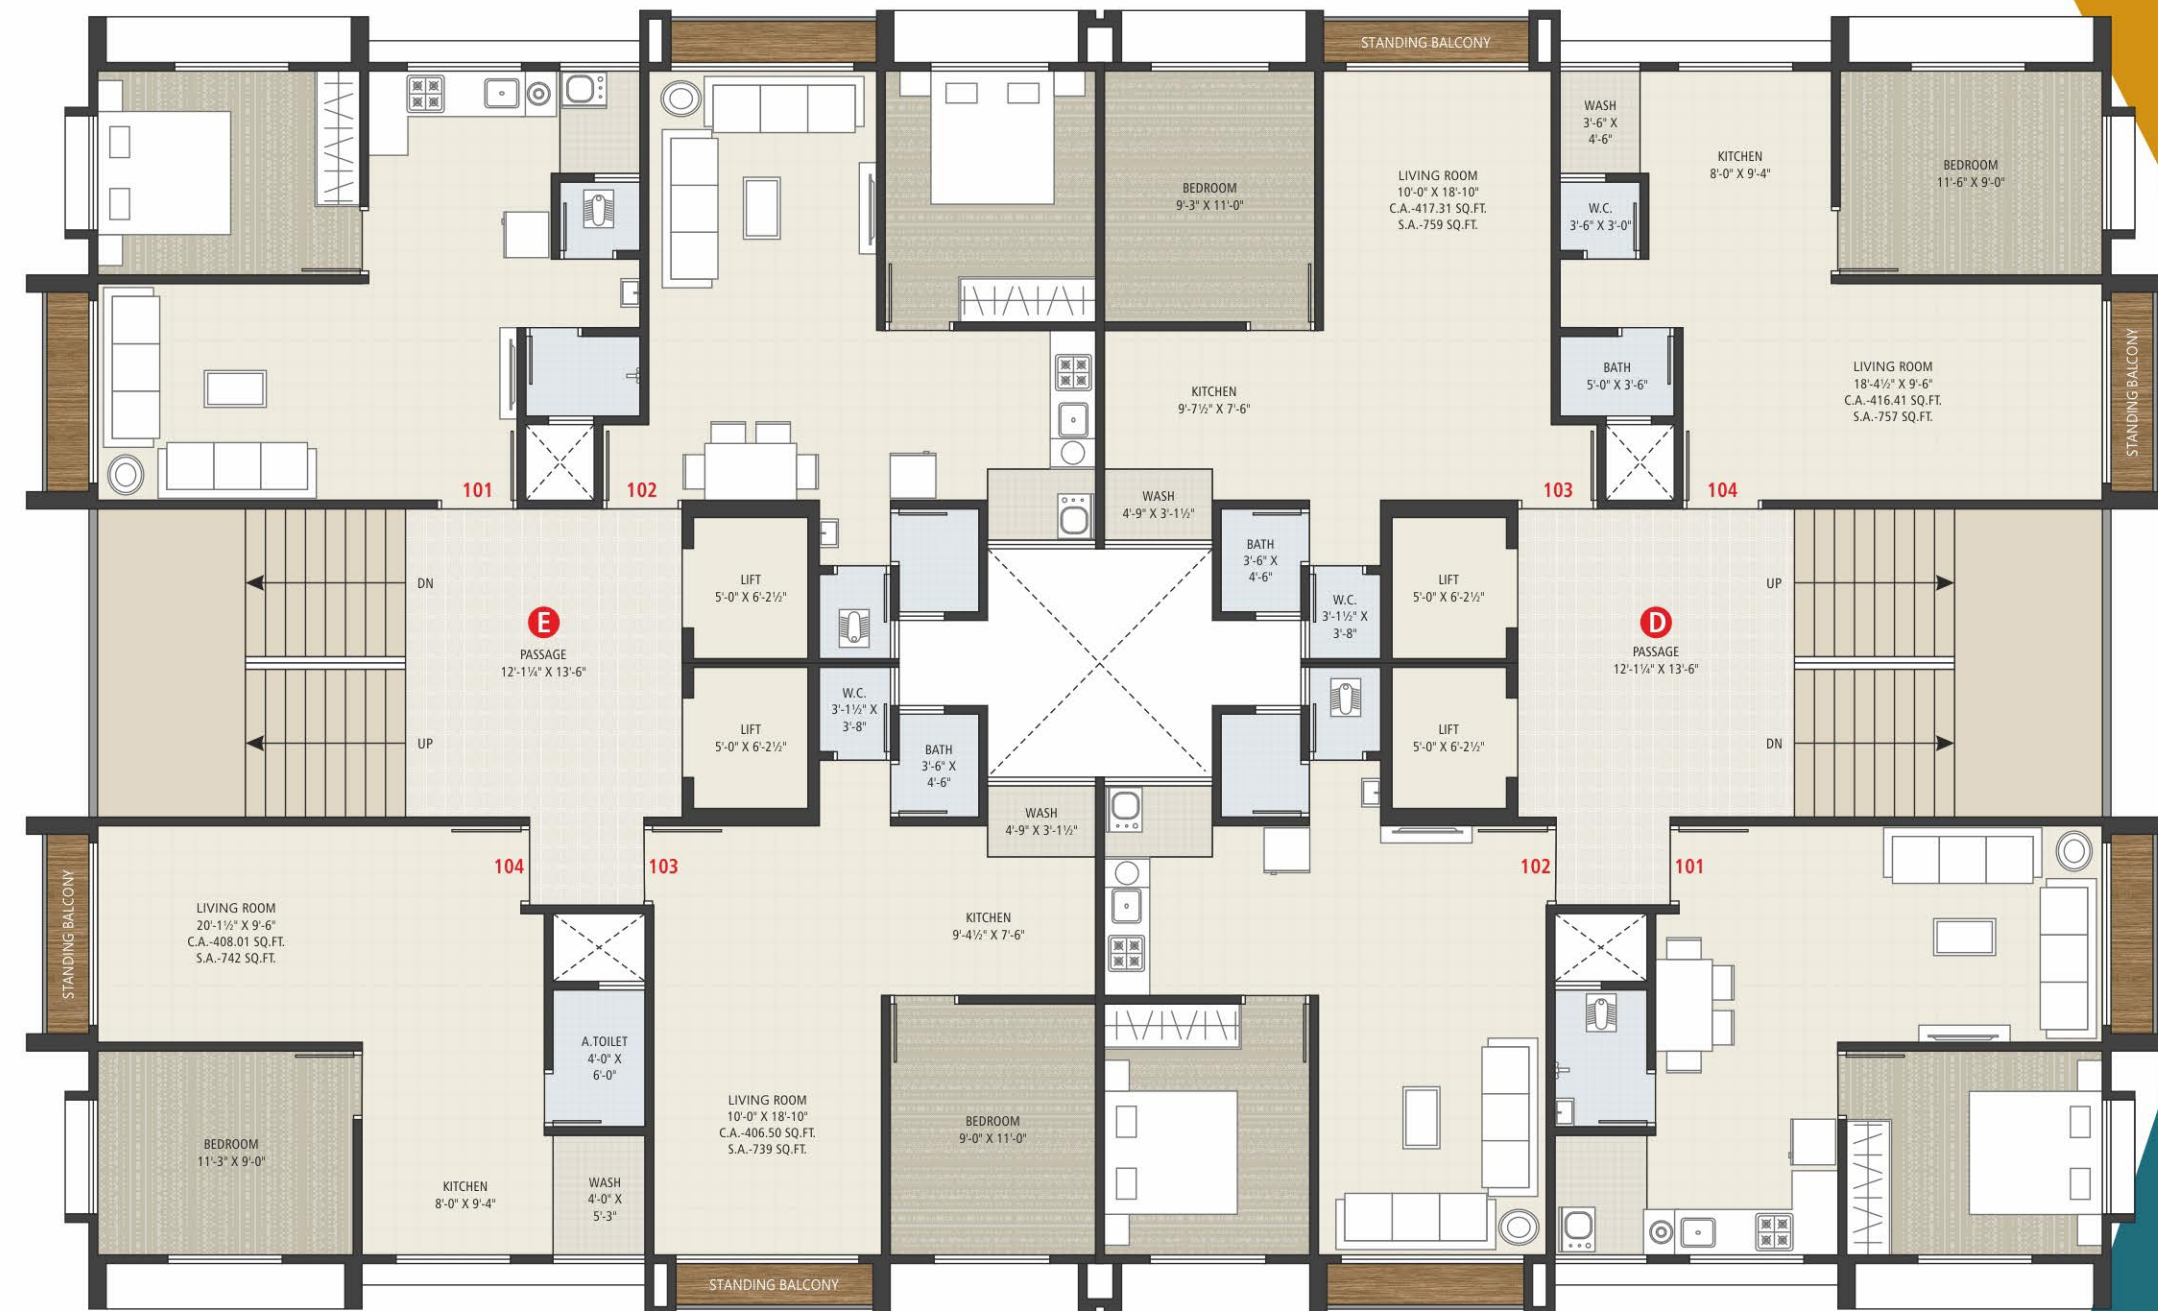 STANDING BALCONY
WASH
3'-6" X
4'-6"
KITCHEN
8'-0" X 9'-4"
BEDROOM
11'-6" X 9'-0"
BEDROOM
9'-3" X 11'-0"
LIVING ROOM
10'-0" X 18'-10"
C.A.-417.31 SQ.FT.
S.A.-759 SQ.FT.
W.C.
3'-6" X 3'-0"
BATH
5'-0" X 3'-6"
LIVING ROOM
18'-4½" X 9'-6"
C.A.-416.41 SQ.FT.
S.A.-757 SQ.FT.
STANDING BALCONY
KITCHEN
9'-7½" X 7'-6"
101
102
103
104
WASH
4'-9" X 3'-1½"
DN
LIFT
5'-0" X 6'-2½"
BATH
3'-6" X
4'-6"
W.C.
3'-1½" X
3'-8"
LIFT
5'-0" X 6'-2½"
UP
E
PASSAGE
12'-1¼" X 13'-6"
D
PASSAGE
12'-1¼" X 13'-6"
UP
LIFT
5'-0" X 6'-2½"
W.C.
3'-1½" X
3'-8"
BATH
3'-6" X
4'-6"
LIFT
5'-0" X 6'-2½"
DN
WASH
4'-9" X 3'-1½"
104
103
102
101
STANDING BALCONY
LIVING ROOM
20'-1½" X 9'-6"
C.A.-408.01 SQ.FT.
S.A.-742 SQ.FT.
KITCHEN
9'-4½" X 7'-6"
A.TOILET
4'-0" X
6'-0"
LIVING ROOM
10'-0" X 18'-10"
C.A.-406.50 SQ.FT.
S.A.-739 SQ.FT.
BEDROOM
9'-0" X 11'-0"
BEDROOM
11'-3" X 9'-0"
KITCHEN
8'-0" X 9'-4"
WASH
4'-0" X
5'-3"
STANDING BALCONY